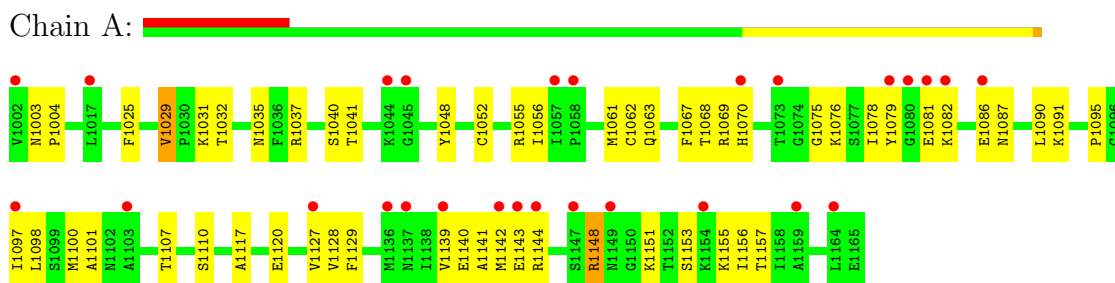 Chain A:
V1002 N1003 P1004 L1017 F1025 V1029 P1030 K1031 T1032 N1035 F1036 R1037 S1040 T1041 K1044 G1045 Y1048 C1052 R1055 I1056 I1057 P1058 M1061 C1062 Q1063 F1067 T1068 R1069 H1070 T1073 G1074 G1075 K1076 S1077 I1078 Y1079 G1080 E1081 K1082 E1086 N1087 L1090 K1091 P1095 G1096
I1097 L1098 S1099 M1100 A1101 N1102 A1103 T1107 S1110 A1117 E1120 V1127 V1128 F1129 M1136 N1137 I1138 V1139 E1140 A1141 M1142 E1143 R1144 S1147 R1148 N1149 G1150 K1151 T1152 S1153 K1154 K1155 I1156 T1157 I1158 A1159 L1164 E1165